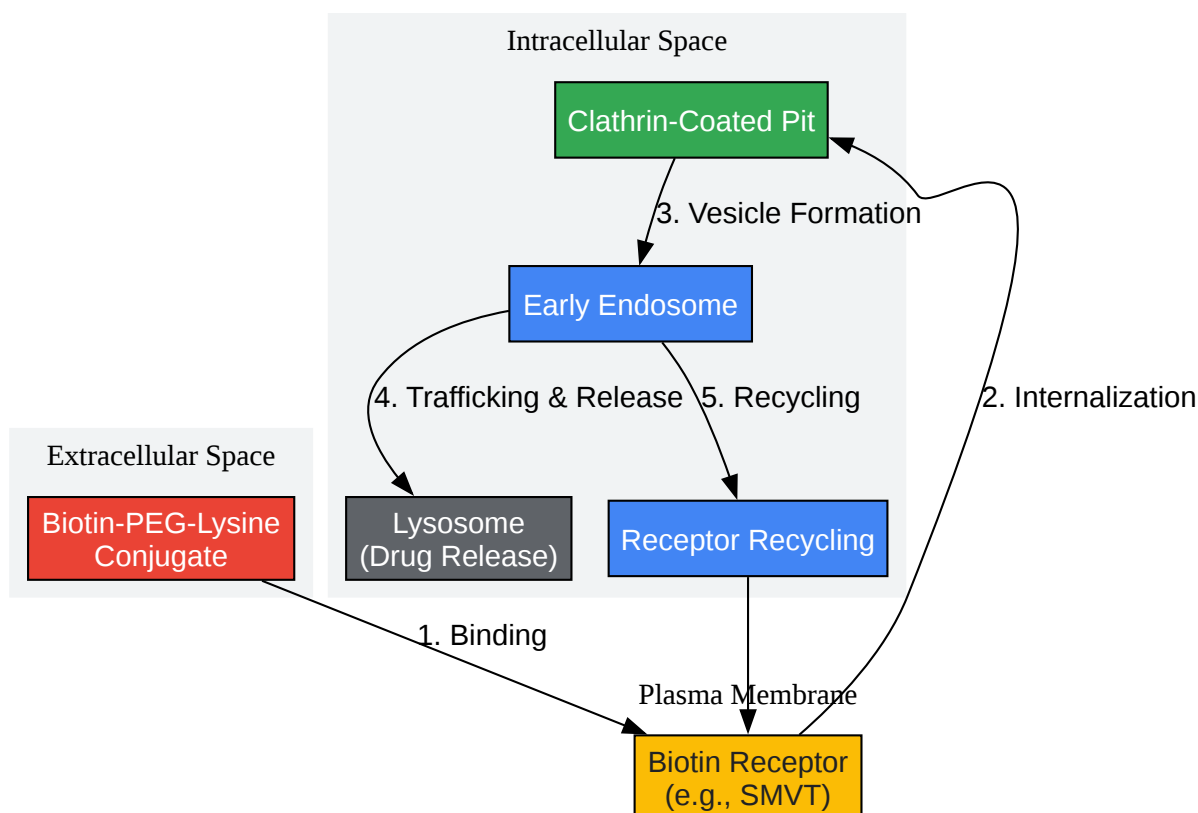 Intracellular Space
Clathrin-Coated Pit
3. Vesicle Formation
Early Endosome
4. Trafficking & Release
5. Recycling
2. Internalization
Extracellular Space
Biotin-PEG-Lysine
Conjugate
Lysosome
(Drug Release)
Receptor Recycling
1. Binding
Plasma Membrane
Biotin Receptor
(e.g., SMVT)